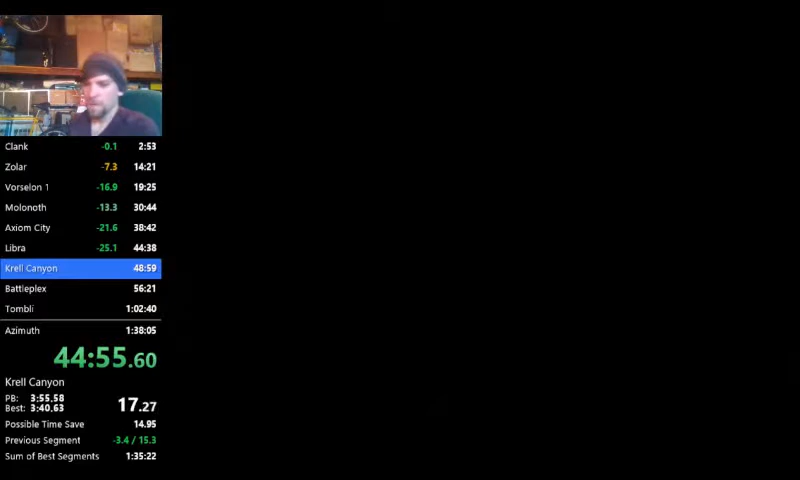 Clank -0.1 2:53
Zolar -7.3 14:21
Vorselon 1 -16.9 19:25
Molonoth -13.3 30:44
Axiom City -21.6 38:42
Libra -25.1 44:38
Krell Canyon 48:59
Battleplex 56:21
Tombli 1:02:40
Azimuth 1:38:05
44:55.60
Krell Canyon
PB: 3:55.58
Best: 3:40.63
17.27
Possible Time Save 14.95
Previous Segment -3.4 / 15.3
Sum of Best Segments 1:35:22